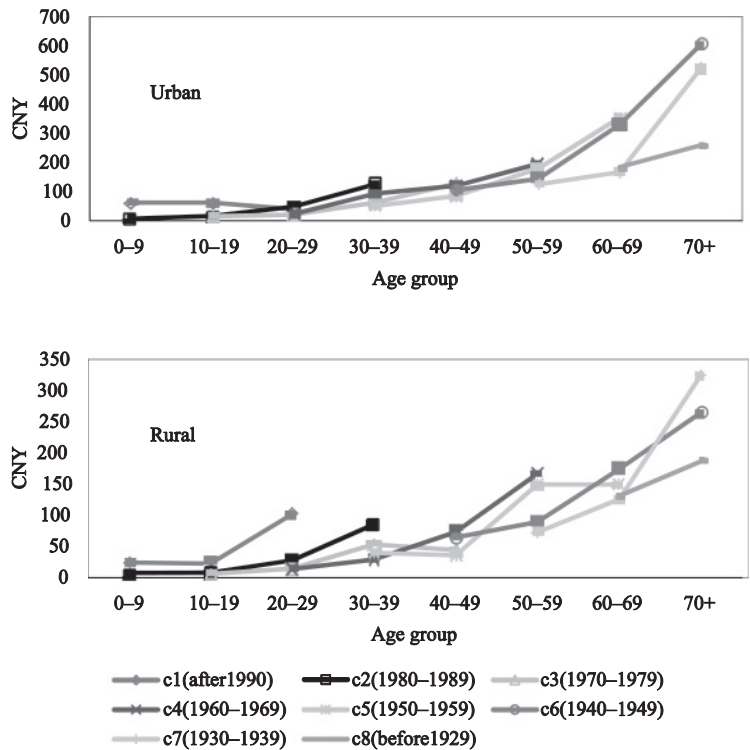 700
600
500
400
300
200
100
0
CNY
Urban
0–9 10–19 20–29 30–39 40–49 50–59 60–69 70+
Age group
350
300
250
200
150
100
50
0
CNY
Rural
0–9 10–19 20–29 30–39 40–49 50–59 60–69 70+
Age group
c1(after1990) c2(1980–1989) c3(1970–1979)
c4(1960–1969) c5(1950–1959) c6(1940–1949)
c7(1930–1939) c8(before1929)